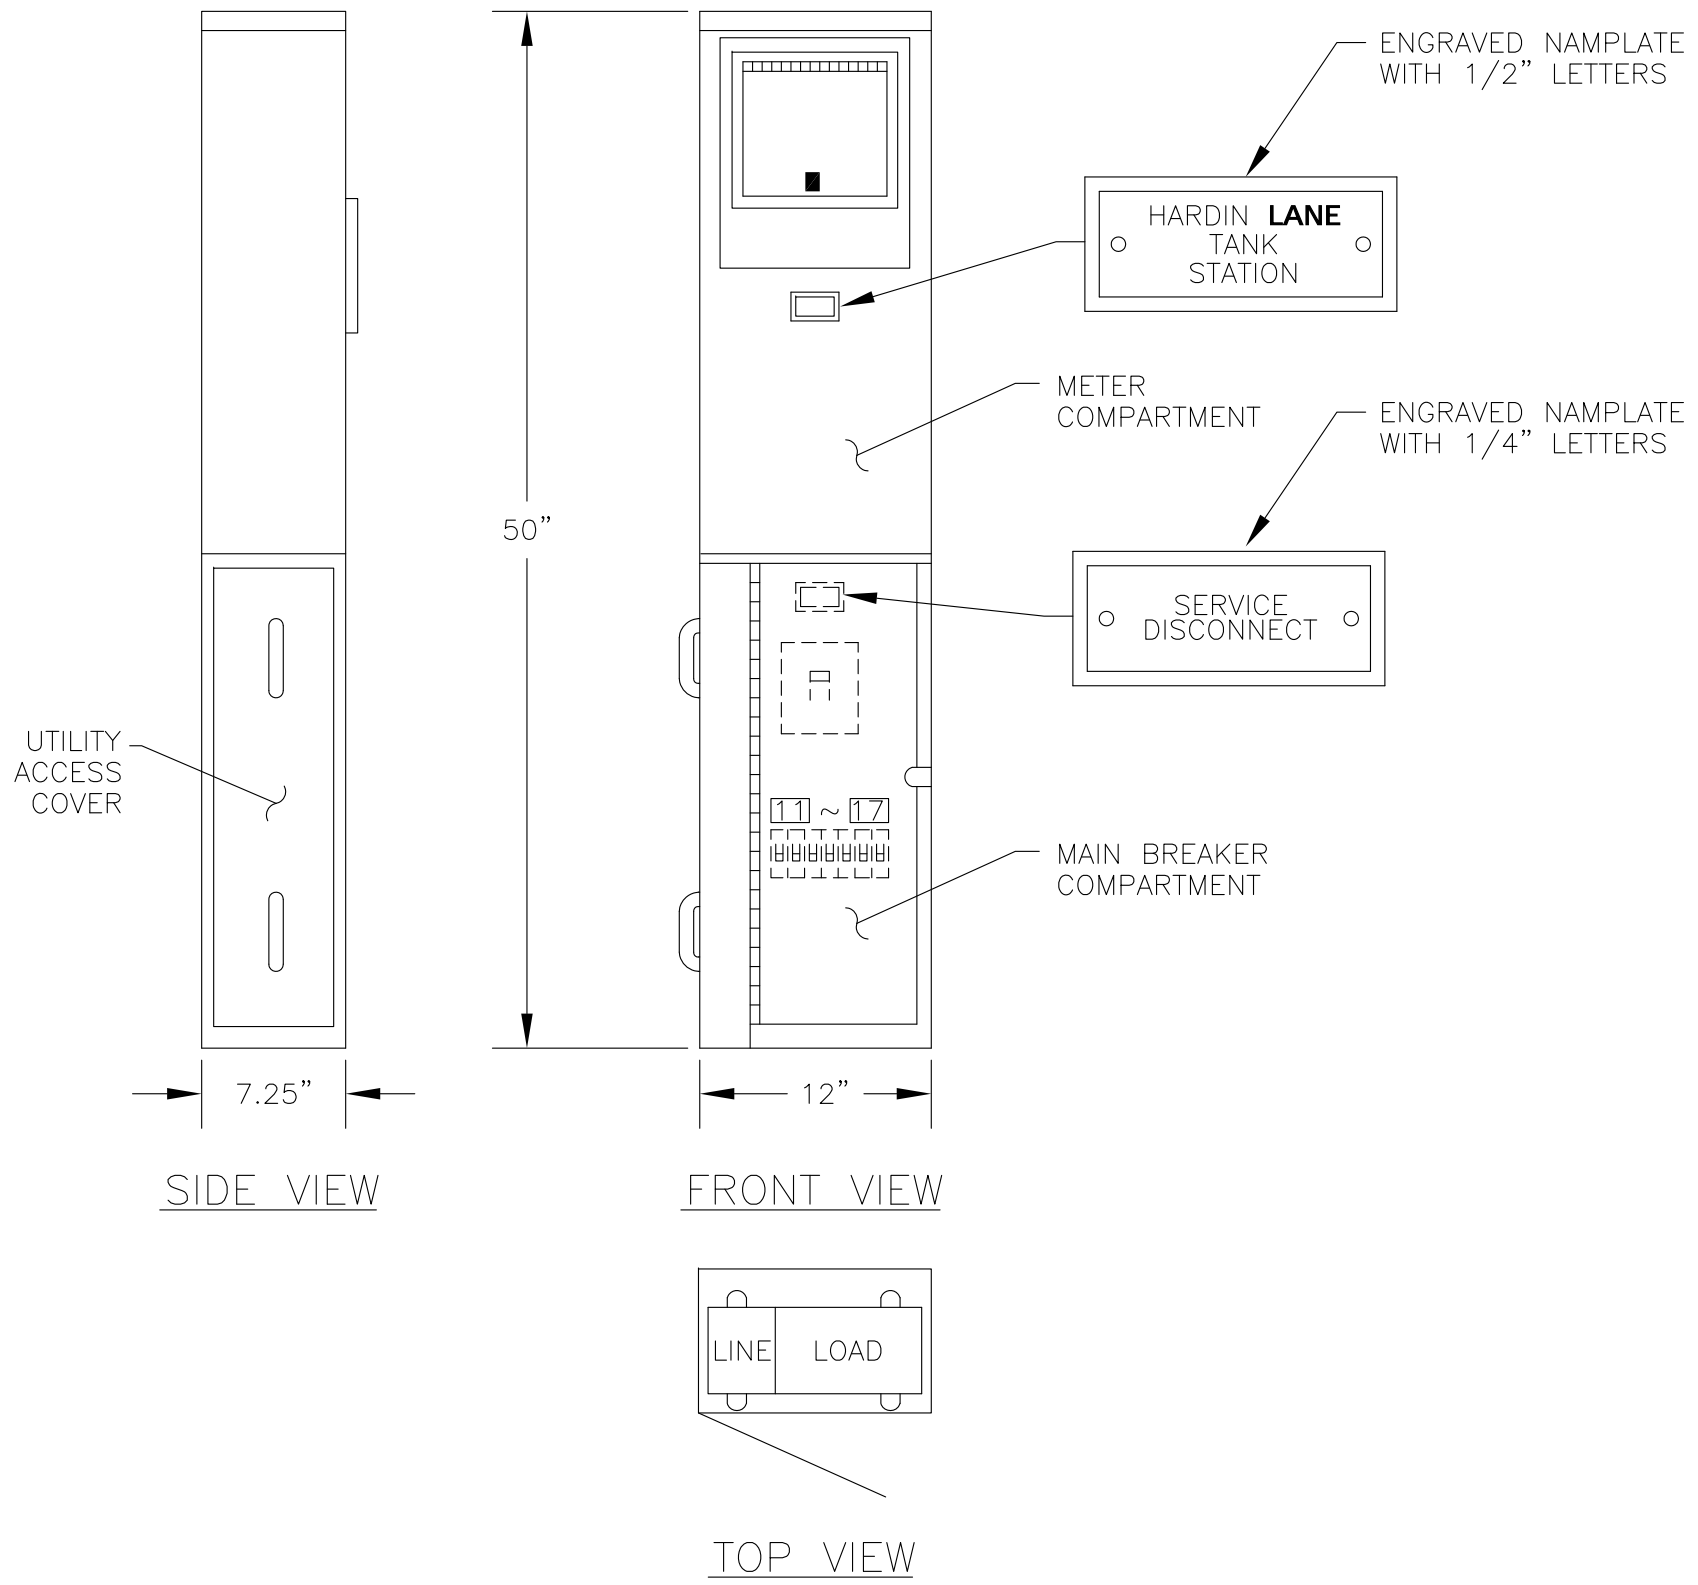 ENGRAVED NAMPLATE
WITH 1/2” LETTERS
HARDIN LANE
TANK
STATION
METER
COMPARTMENT
ENGRAVED NAMPLATE
WITH 1/4” LETTERS
50”
SERVICE
DISCONNECT
UTILITY
ACCESS
COVER
11 ~ 17
MAIN BREAKER
COMPARTMENT
7.25”
12”
SIDE VIEW
FRONT VIEW
LINE
LOAD
TOP VIEW